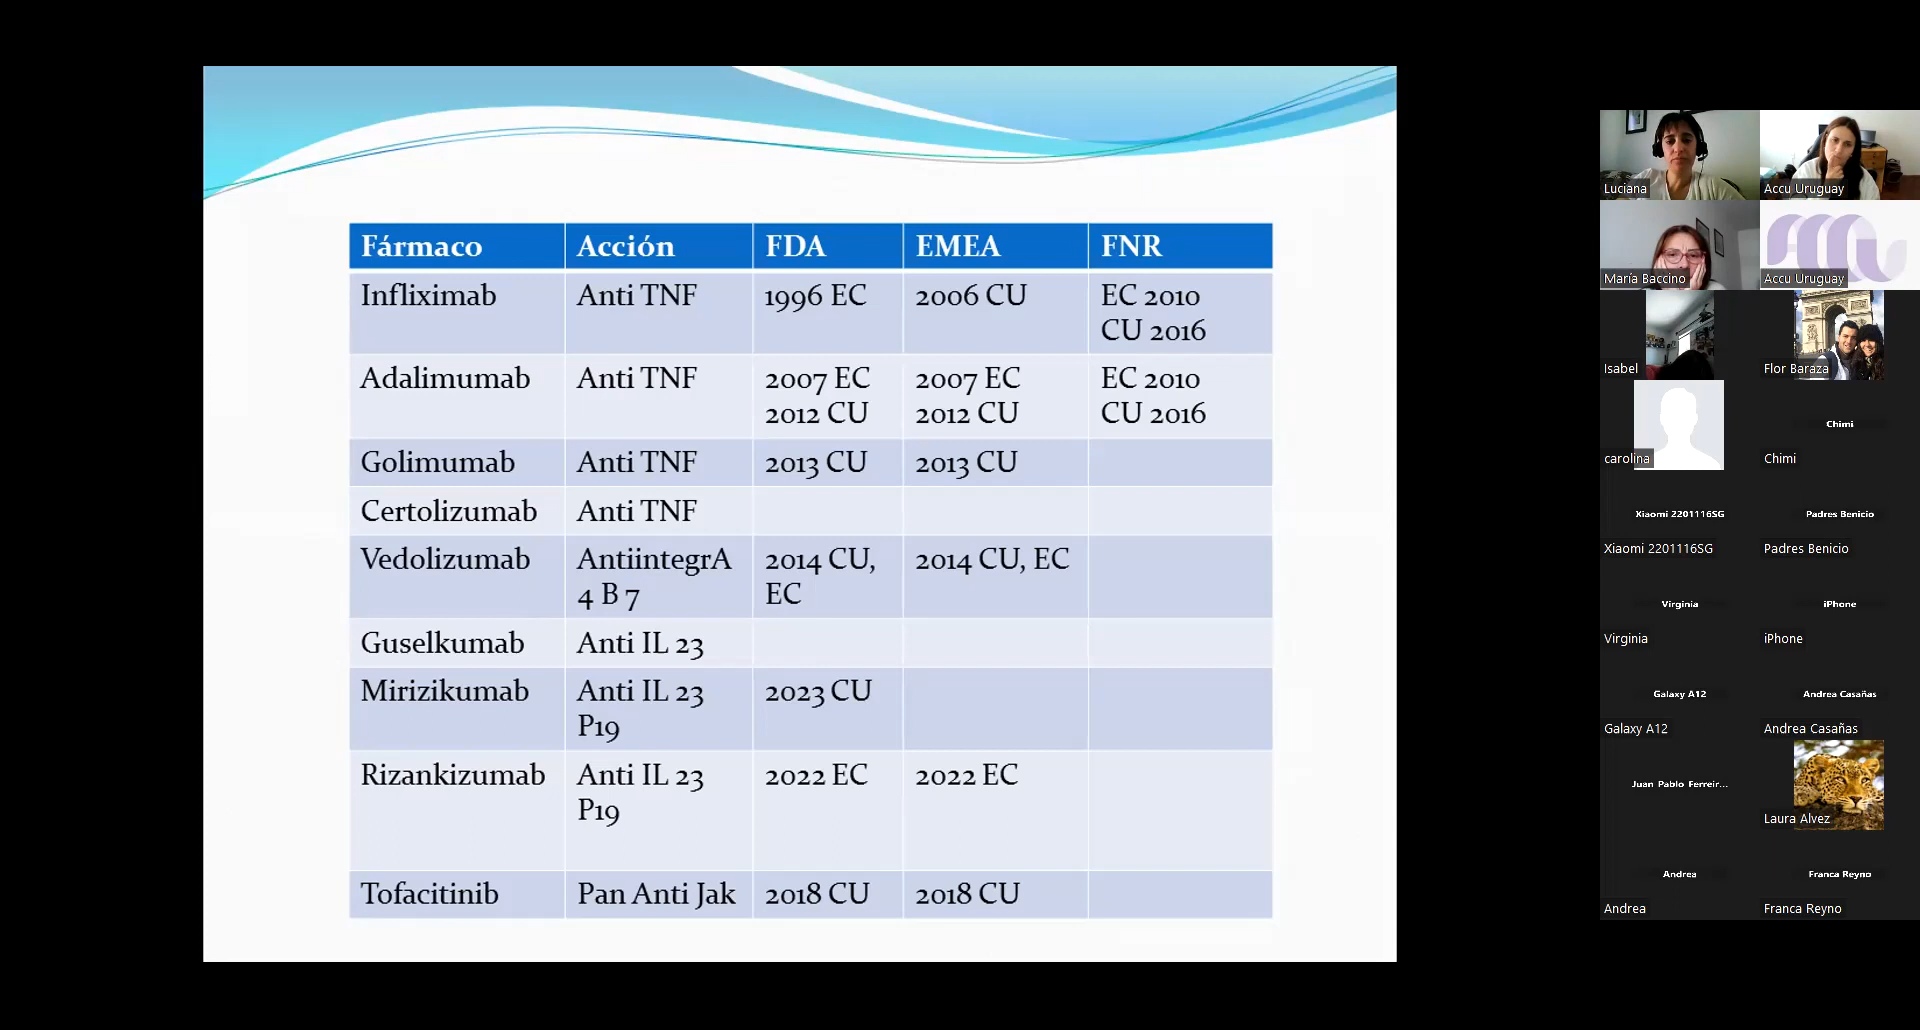 Fármaco Acción FDA EMEA FNR
Infliximab Anti TNF 1996 EC 2006 CU EC 2010
CU 2016
Adalimumab Anti TNF 2007 EC 2007 EC EC 2010
2012 CU 2012 CU CU 2016
Golimumab Anti TNF 2013 CU 2013 CU
Certolizumab Anti TNF
Vedolizumab AntiintegrA 2014 CU, 2014 CU, EC
4 B 7 EC
Guselkumab Anti IL 23
Mirizikumab Anti IL 23 2023 CU
P19
Rizankizumab Anti IL 23 2022 EC 2022 EC
P19
Tofacitinib Pan Anti Jak 2018 CU 2018 CU
Luciana
Accu Uruguay
María Baccino
Accu Uruguay
Isabel
Flor Baraza
carolina
Chimi
Chimi
Xiaomi 2201116SG
Padres Benicio
Xiaomi 2201116SG
Padres Benicio
Virginia
iPhone
Virginia
iPhone
Galaxy A12
Andrea Casañas
Galaxy A12
Andrea Casañas
Juan Pablo Ferreir...
Laura Alvez
Andrea
Franca Reyno
Andrea
Franca Reyno